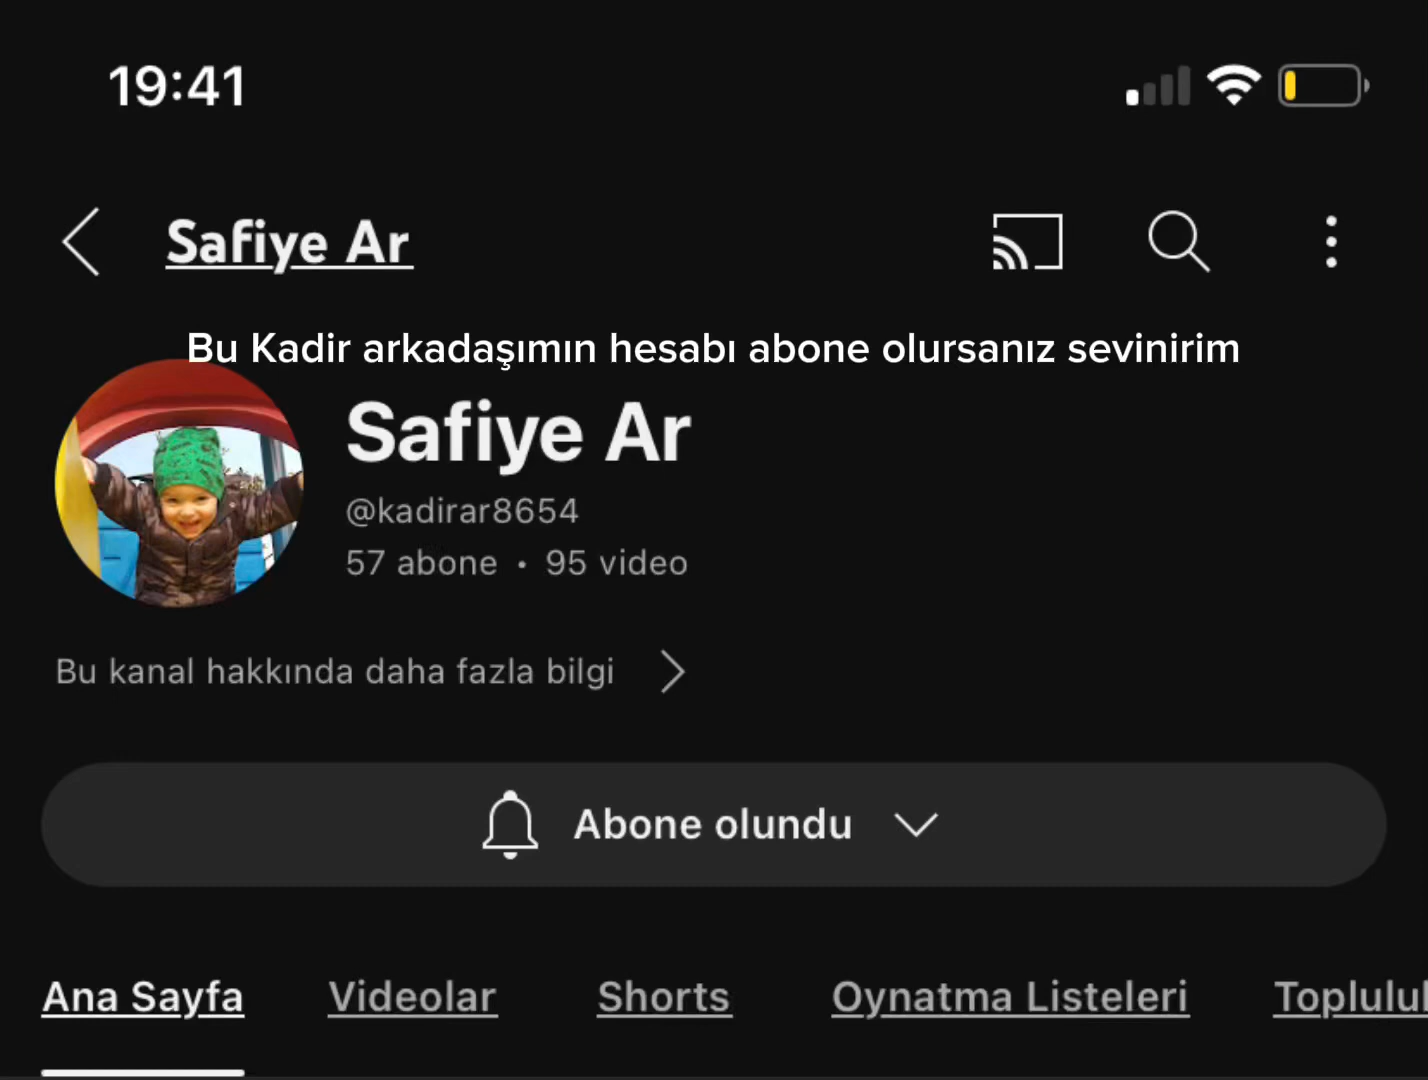 19:41
Safiye Ar
Bu Kadir arkadaşımın hesabı abone olursanız sevinirim
Safiye Ar
@kadirar8654
57 abone • 95 video
Bu kanal hakkında daha fazla bilgi
Abone olundu
Ana Sayfa Videolar Shorts Oynatma Listeleri